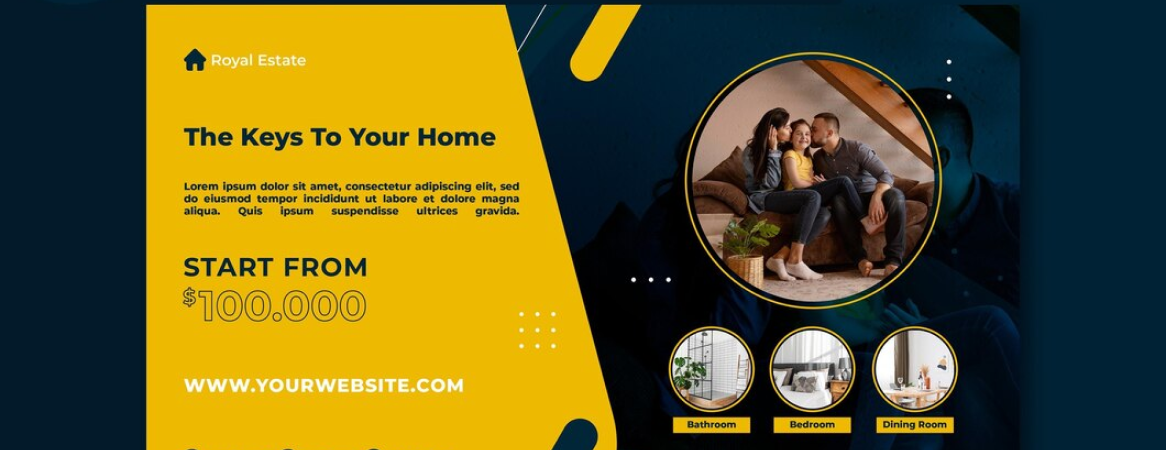 Royal Estate
The Keys To Your Home
Lorem ipsum dolor sit amet, consectetur adipiscing elit, sed
do eiusmod tempor incididunt ut labore et dolore magna
aliqua. Quis ipsum suspendisse ultrices gravida.
START FROM
$100.000
WWW.YOURWEBSITE.COM
Bathroom
Bedroom
Dining Room